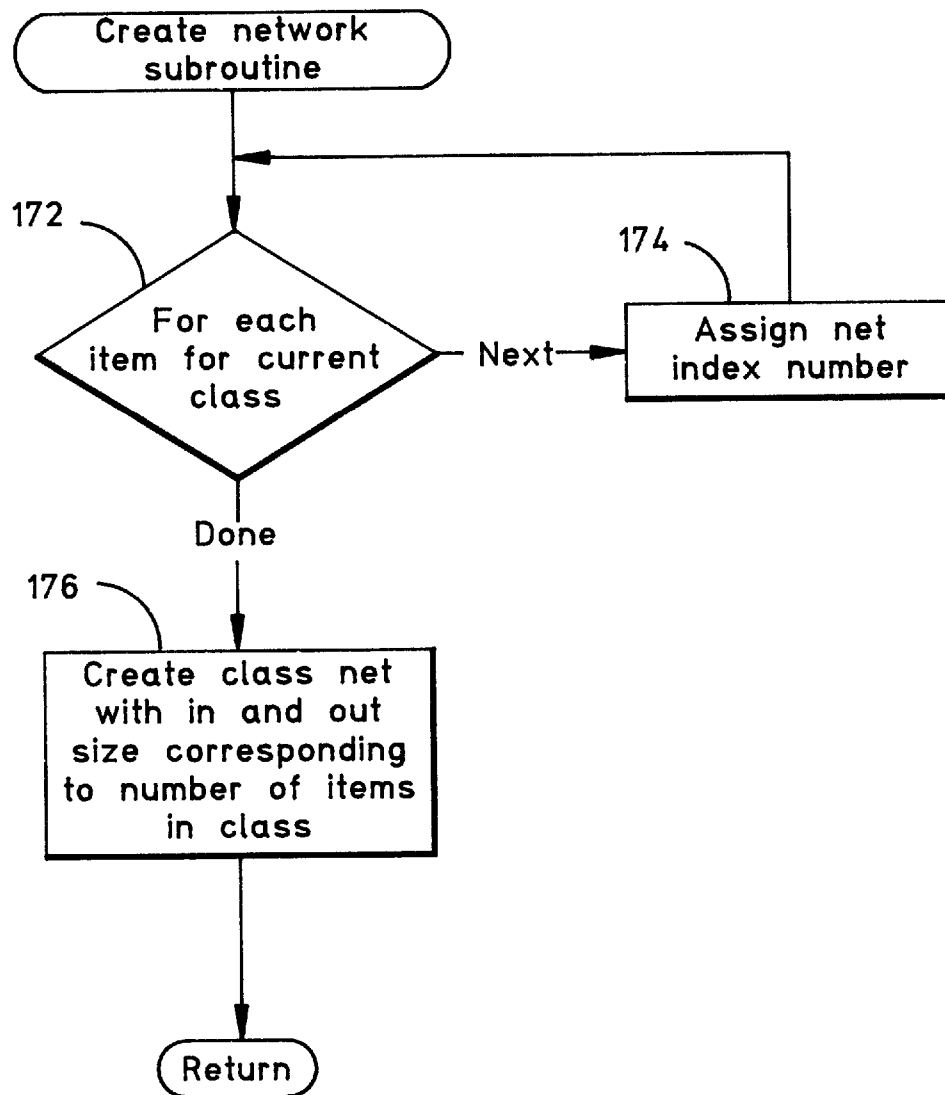 Create network
subroutine
172
174
For each
item for current
class
Next
Assign net
index number
Done
176
Create class net
with in and out
size corresponding
to number of items
in class
Return